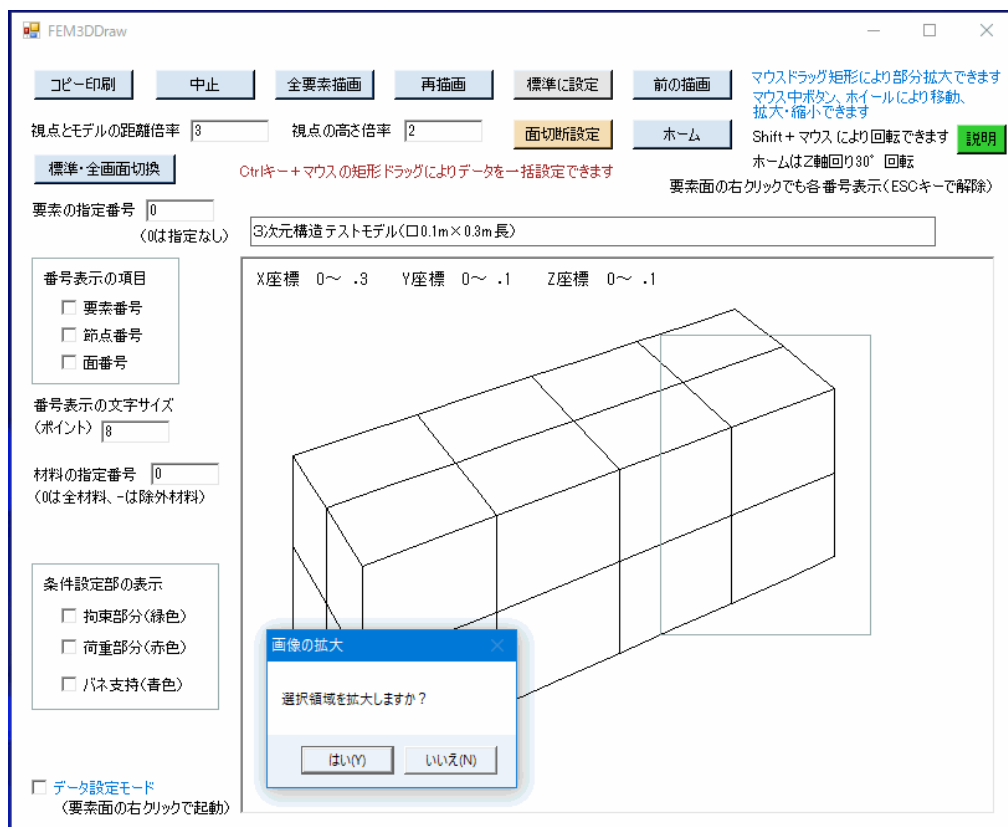 FEM3DDraw
コピー印刷
中止
全要素描画
再描画
標準に設定
前の描画
マウスドラッグ矩形により部分拡大できます
マウス中ボタン、ホイールにより移動、
拡大・縮小できます
視点とモデルの距離倍率 3
視点の高さ倍率 2
面切断設定
ホーム
Shift+マウス により回転できます
説明
ホームはZ軸回り30° 回転
標準・全画面切換
Ctrlキー+マウスの矩形ドラッグによりデータを一括設定できます
要素面の右クリックでも各番号表示(ESCキーで解除)
要素の指定番号 0
(0は指定なし)
3次元構造テストモデル(口0.1m×0.3m長)
番号表示の項目
要素番号
節点番号
面番号
X座標 0~ .3 Y座標 0~ .1 Z座標 0~ .1
番号表示の文字サイズ
(ポイント) 8
材料の指定番号 0
(0は全材料、-は除外材料)
条件設定部の表示
拘束部分(緑色)
荷重部分(赤色)
バネ支持(青色)
画像の拡大
選択領域を拡大しますか?
はい(Y)
いいえ(N)
データ設定モード
(要素面の右クリックで起動)